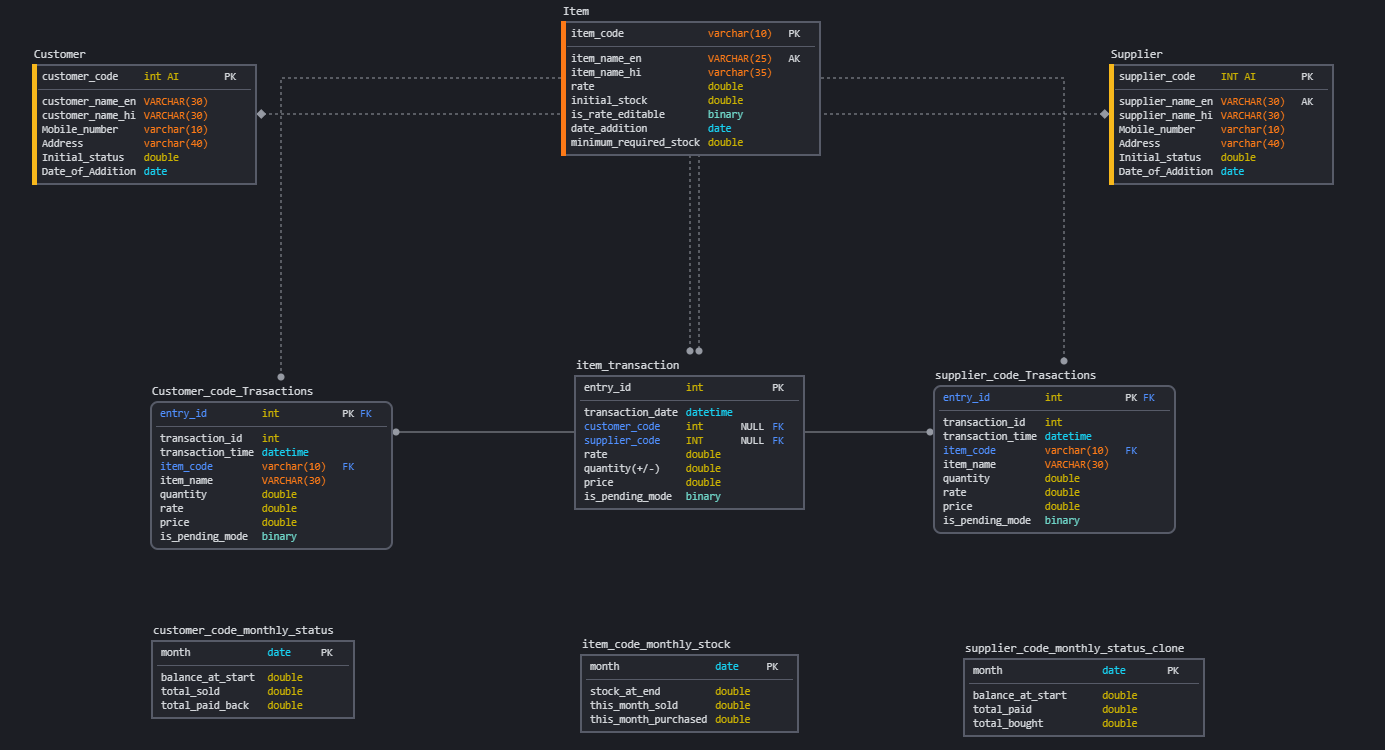 Item
item_code varchar(10) PK
item_name_en VARCHAR(25) AK
item_name_hi varchar(35)
rate double
initial_stock double
is_rate_editable binary
date_addition date
minimum_required_stock double
Customer
customer_code int AI PK
customer_name_en VARCHAR(30)
customer_name_hi VARCHAR(30)
Mobile_number varchar(10)
Address varchar(40)
Initial_status double
Date_of_Addition date
Supplier
supplier_code INT AI PK
supplier_name_en VARCHAR(30) AK
supplier_name_hi VARCHAR(30)
Mobile_number varchar(10)
Address varchar(40)
Initial_status double
Date_of_Addition date
Customer_code_Trasactions
entry_id int PK FK
transaction_id int
transaction_time datetime
item_code varchar(10) FK
item_name VARCHAR(30)
quantity double
rate double
price double
is_pending_mode binary
item_transaction
entry_id int PK
transaction_date datetime
customer_code int NULL FK
supplier_code INT NULL FK
rate double
quantity(+/-) double
price double
is_pending_mode binary
supplier_code_Trasactions
entry_id int PK FK
transaction_id int
transaction_time datetime
item_code varchar(10) FK
item_name VARCHAR(30)
quantity double
rate double
price double
is_pending_mode binary
customer_code_monthly_status
month date PK
balance_at_start double
total_sold double
total_paid_back double
item_code_monthly_stock
month date PK
stock_at_end double
this_month_sold double
this_month_purchased double
supplier_code_monthly_status_clone
month date PK
balance_at_start double
total_paid double
total_bought double